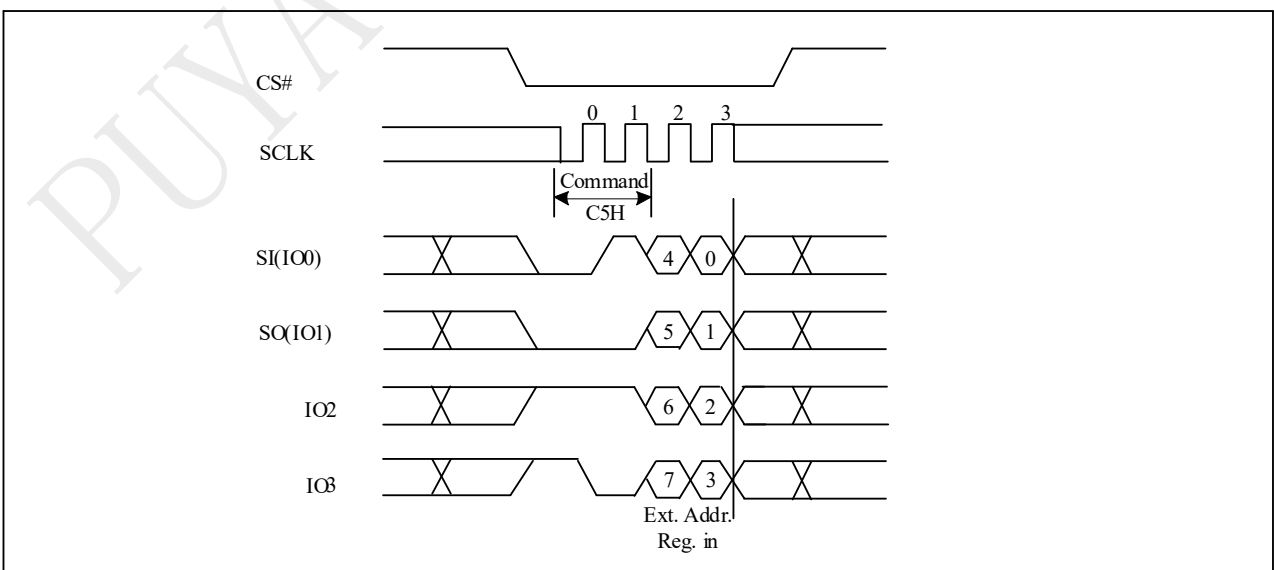 PUYA
CS#
0 1 2 3
SCLK
Command
C5H
SI(IO0)
4 0
SO(IO1)
5 1
IO2
6 2
IO3
7 3
Ext. Addr.
Reg. in